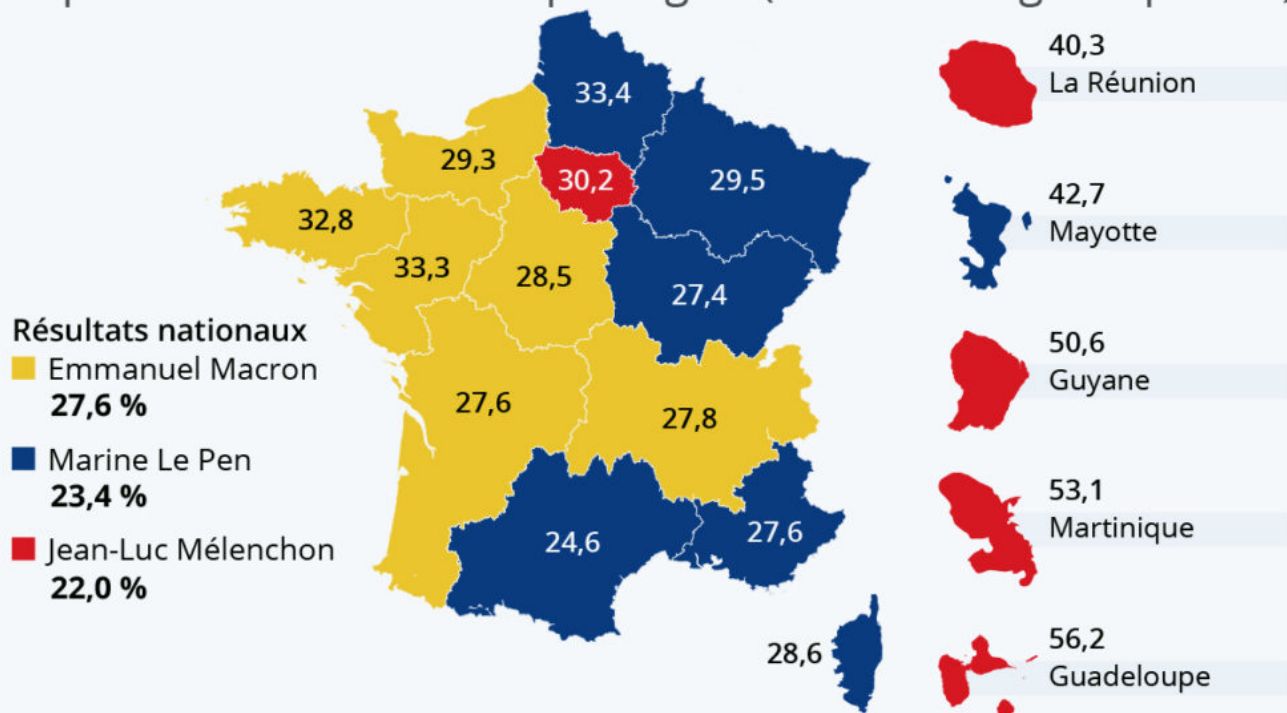 33,4
29,3
30,2
29,5
32,8
33,3
28,5
27,4
27,6
27,8
24,6
27,6
28,6
Résultats nationaux
Emmanuel Macron
27,6 %
Marine Le Pen
23,4 %
Jean-Luc Mélenchon
22,0 %
40,3
La Réunion
42,7
Mayotte
50,6
Guyane
53,1
Martinique
56,2
Guadeloupe